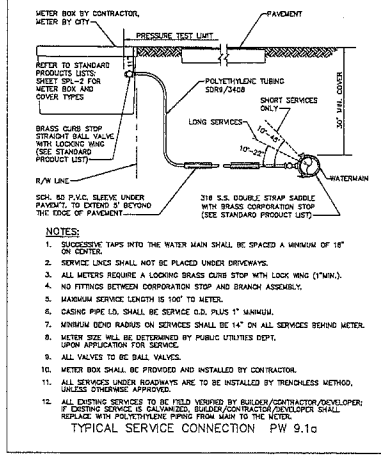 METER BOX BY CONTRACTOR,
METER BY CITY
PRESSURE TEST LIMIT
PAVEMENT
REFER TO STANDARD
PRODUCTS LISTS:
SHEET SPL-2 FOR
METER BOX AND
COVER TYPES
POLYETHYLENE TUBING
SDR9/3408
SHORT SERVICES
ONLY
30" MIN. COVER
LONG SERVICES
10°-45°
10°-22°
BRASS CURB STOP
STRAIGHT BALL VALVE
WITH LOCKING WING
(SEE STANDARD
PRODUCT LIST)
R/W LINE
WATERMAIN
SCH. 80 P.V.C. SLEEVE UNDER
PAVEM'T. TO EXTEND 5' BEYOND
THE EDGE OF PAVEMENT
316 S.S. DOUBLE STRAP SADDLE
WITH BRASS CORPORATION STOP
(SEE STANDARD PRODUCT LIST)
NOTES:
1. SUCCESSIVE TAPS INTO THE WATER MAIN SHALL BE SPACED A MINIMUM OF 18"
ON CENTER.
2. SERVICE LINES SHALL NOT BE PLACED UNDER DRIVEWAYS.
3. ALL METERS REQUIRE A LOCKING BRASS CURB STOP WITH LOCK WING (1"MIN.).
4. NO FITTINGS BETWEEN CORPORATION STOP AND BRANCH ASSEMBLY.
5. MAXIMUM SERVICE LENGTH IS 100' TO METER.
6. CASING PIPE I.D. SHALL BE SERVICE O.D. PLUS 1" MINIMUM.
7. MINIMUM BEND RADIUS ON SERVICES SHALL BE 14" ON ALL SERVICES BEHIND METER.
8. METER SIZE WILL BE DETERMINED BY PUBLIC UTILITIES DEPT.
UPON APPLICATION FOR SERVICE.
9. ALL VALVES TO BE BALL VALVES.
10. METER BOX SHALL BE PROVIDED AND INSTALLED BY CONTRACTOR.
11. ALL SERVICES UNDER ROADWAYS ARE TO BE INSTALLED BY TRENCHLESS METHOD,
UNLESS OTHERWISE APPROVED.
12. ALL EXISTING SERVICES TO BE FIELD VERIFIED BY BUILDER/CONTRACTOR/DEVELOPER;
IF EXISTING SERVICE IS GALVANIZED, BUILDER/CONTRACTOR/DEVELOPER SHALL
REPLACE WITH POLYETHYLENE PIPING FROM MAIN TO THE METER.
TYPICAL SERVICE CONNECTION PW 9.1a